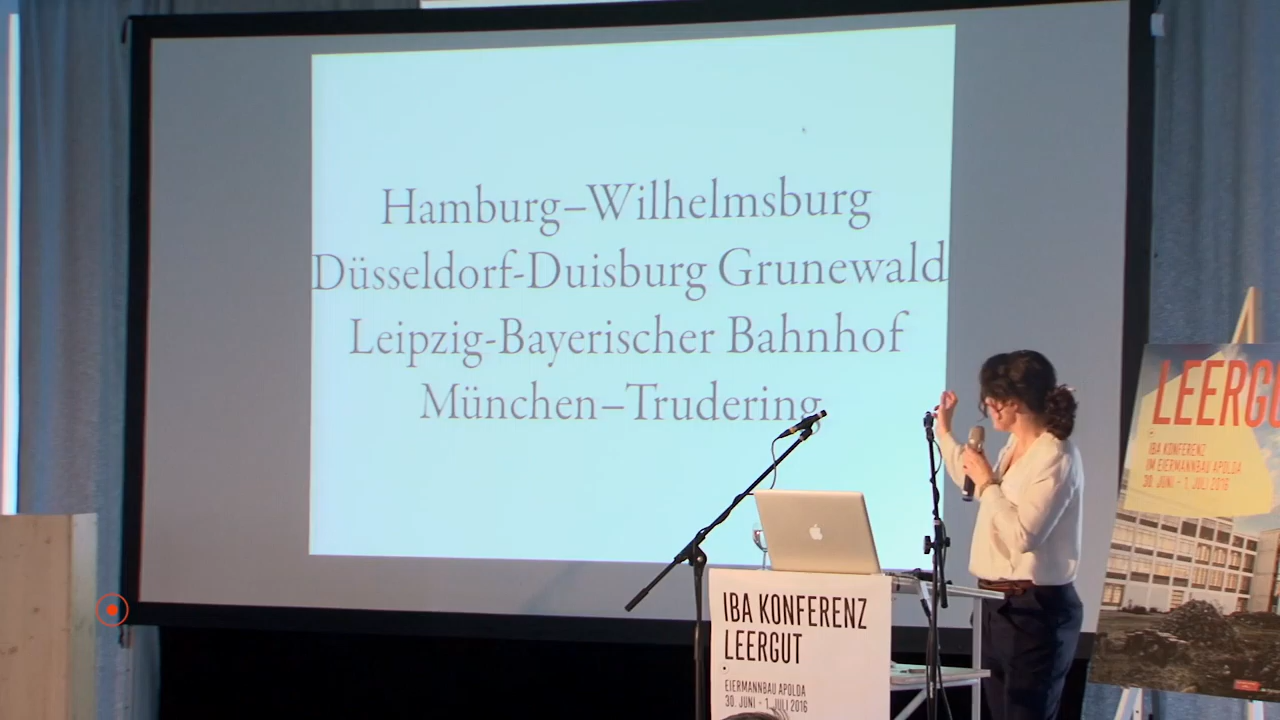 Hamburg–Wilhelmsburg
Düsseldorf-Duisburg Grunewald
Leipzig-Bayerischer Bahnhof
München–Trudering
IBA KONFERENZ
LEERGUT
EIERMANNBAU APOLDA
30. JUNI - 1. JULI 2016
LEERGU
IBA KONFERENZ
IM EIERMANNBAU APOLDA
30. JUNI - 1. JULI 2016